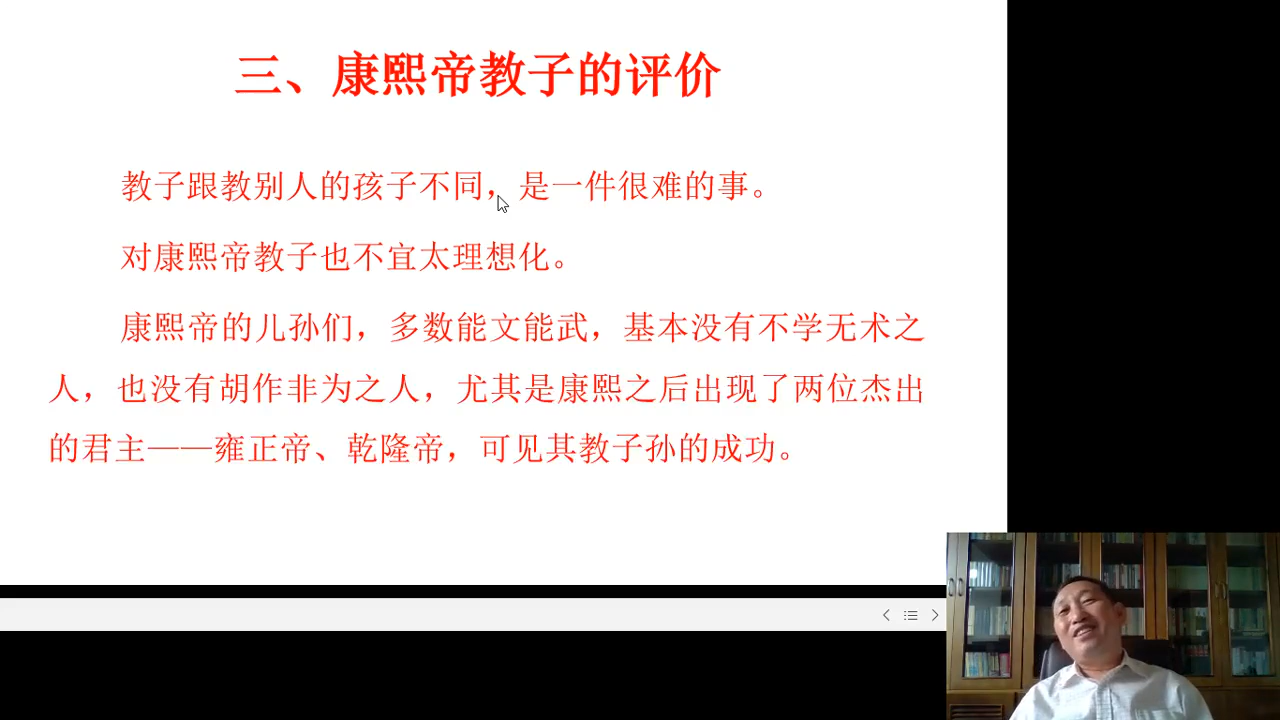 三、康熙帝教子的评价
教子跟教别人的孩子不同，是一件很难的事。
对康熙帝教子也不宜太理想化。
康熙帝的儿孙们，多数能文能武，基本没有不学无术之
人，也没有胡作非为之人，尤其是康熙之后出现了两位杰出
的君主——雍正帝、乾隆帝，可见其教子孙的成功。